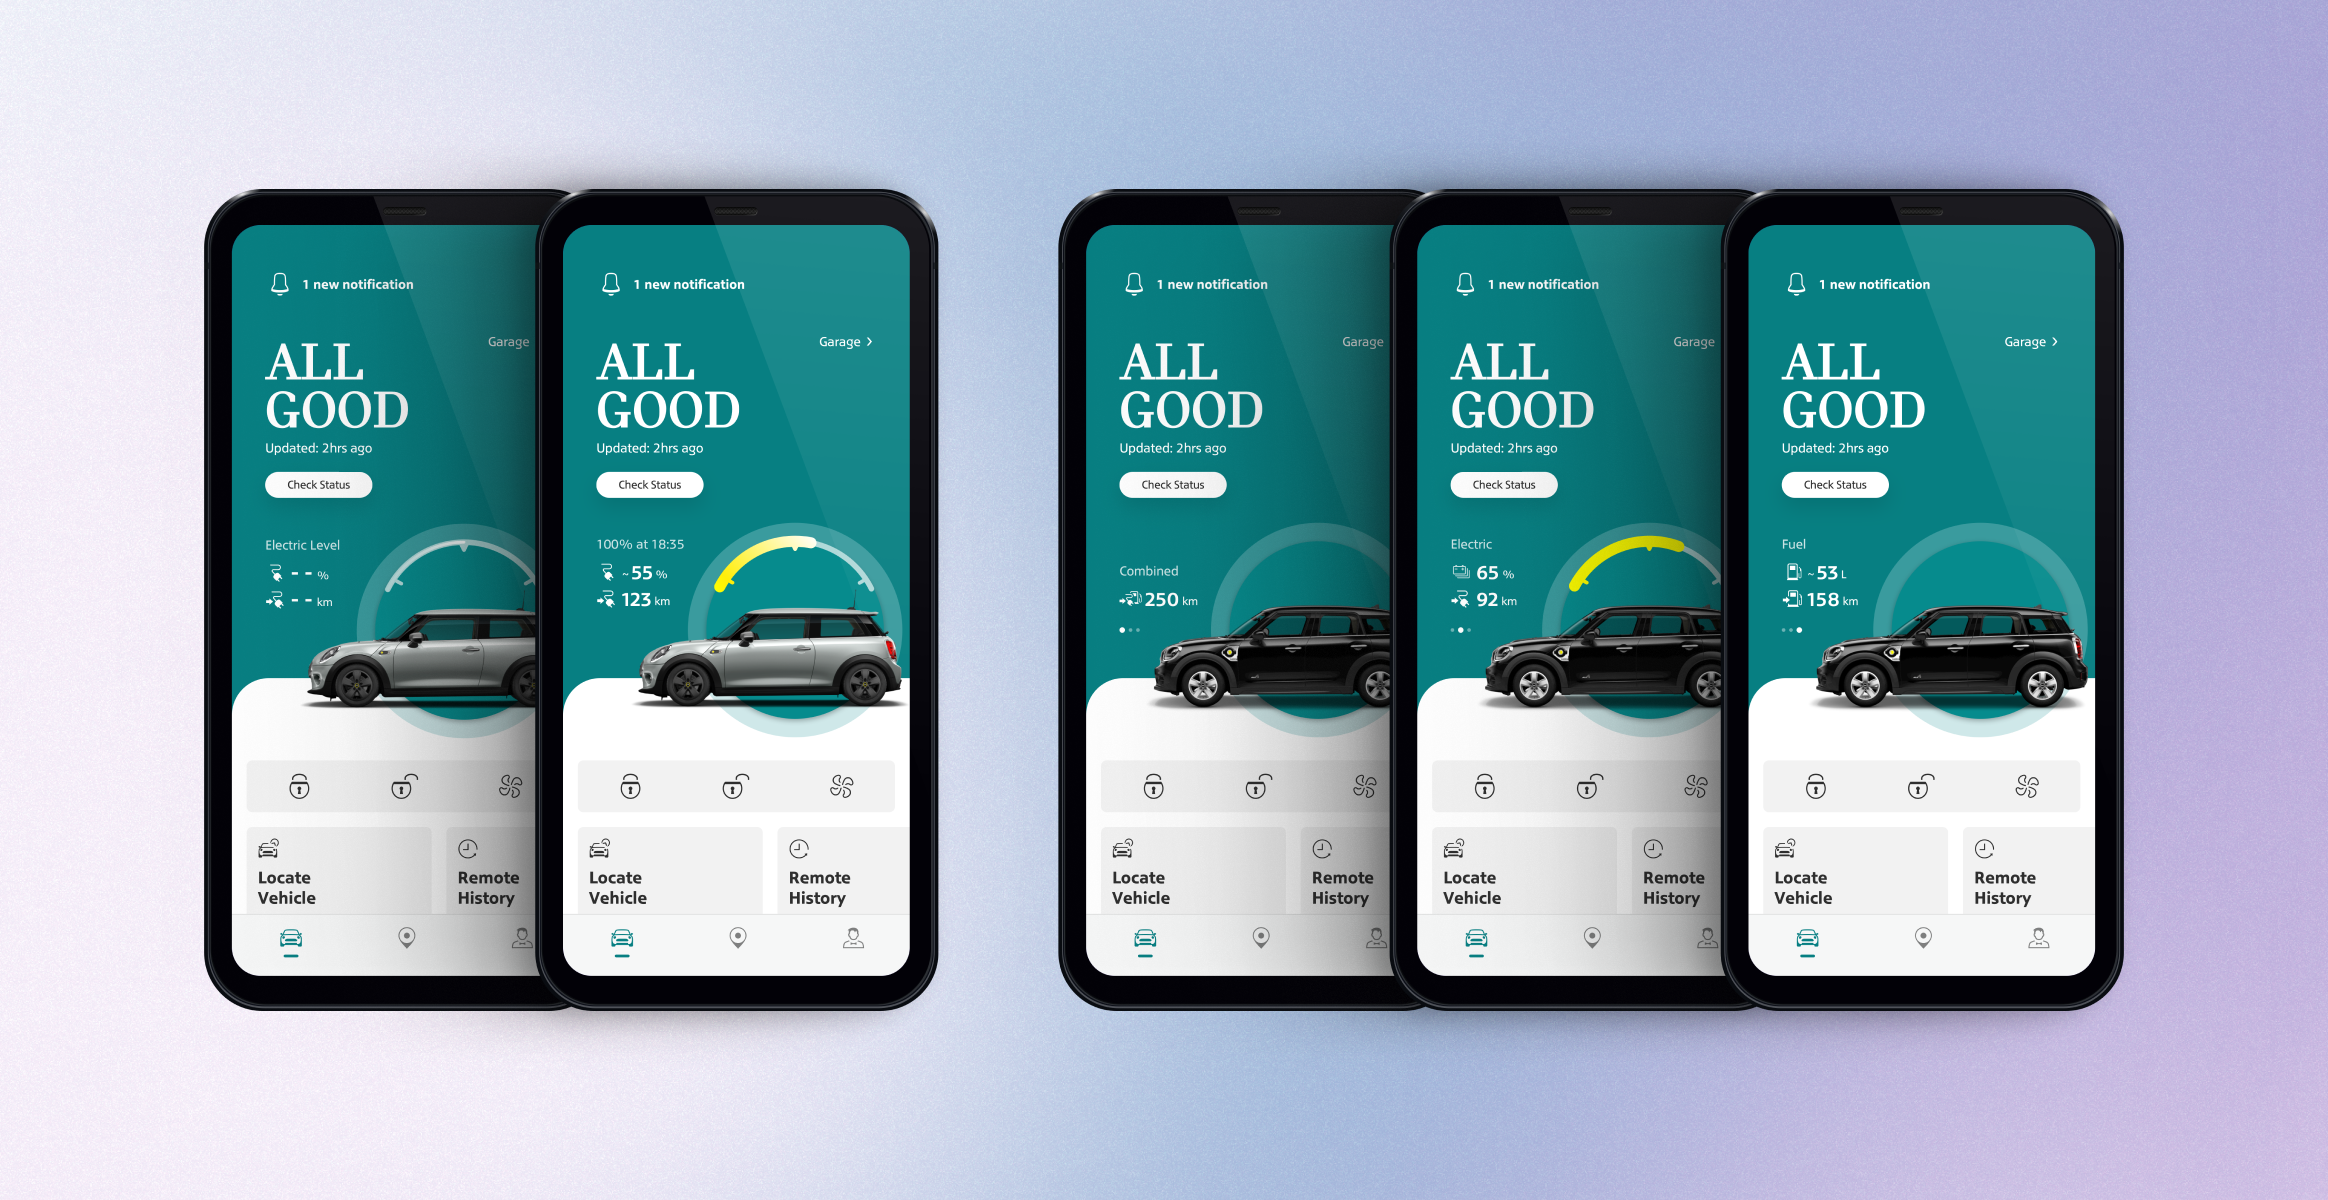 1 new notification
Garage
ALL
GOOD
Updated: 2hrs ago
Check Status
Electric Level
-- %
-- km
Locate
Vehicle
Remote
History
1 new notification
Garage >
ALL
GOOD
Updated: 2hrs ago
Check Status
100% at 18:35
~55 %
123 km
Locate
Vehicle
Remote
History
1 new notification
Garage
ALL
GOOD
Updated: 2hrs ago
Check Status
Combined
250 km
Locate
Vehicle
Remote
History
1 new notification
Garage
ALL
GOOD
Updated: 2hrs ago
Check Status
Electric
65 %
92 km
Locate
Vehicle
Remote
History
1 new notification
Garage >
ALL
GOOD
Updated: 2hrs ago
Check Status
Fuel
~53 L
158 km
Locate
Vehicle
Remote
History